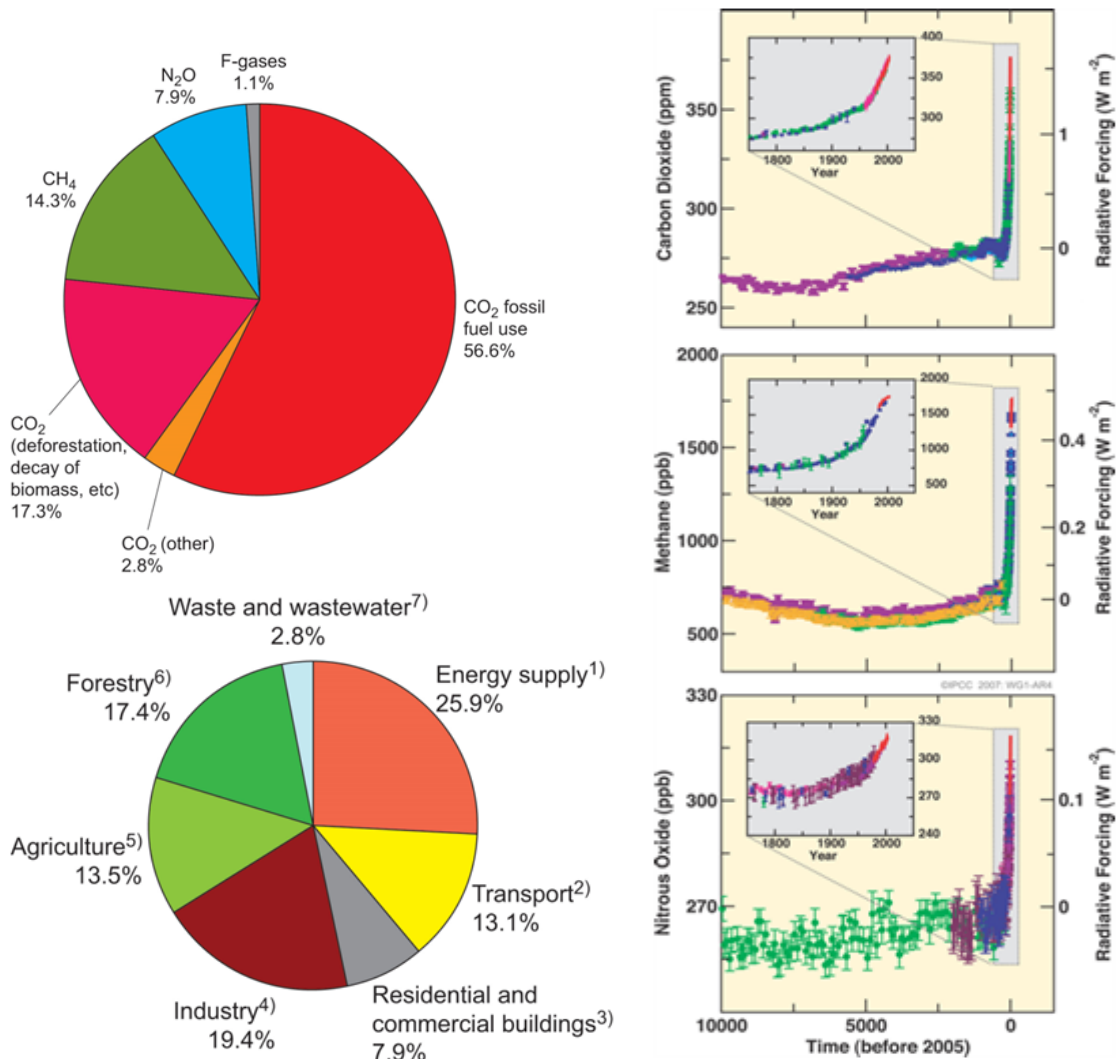 F-gases
1.1%
N₂O
7.9%
CH₄
14.3%
CO₂ fossil
fuel use
56.6%
CO₂
(deforestation,
decay of
biomass, etc)
17.3%
CO₂ (other)
2.8%
Waste and wastewater⁷⁾
2.8%
Energy supply¹⁾
25.9%
Forestry⁶⁾
17.4%
Agriculture⁵⁾
13.5%
Transport²⁾
13.1%
Industry⁴⁾
19.4%
Residential and
commercial buildings³⁾
7.9%
Carbon Dioxide (ppm)
350
300
250
400
350
300
1800 1900 2000
Year
1
0
Radiative Forcing (W m⁻²)
Methane (ppb)
2000
1500
1000
500
2000
1500
1000
500
1800 1900 2000
Year
0.4
0.2
0
Radiative Forcing (W m⁻²)
©IPCC 2007: WG1-AR4
Nitrous Oxide (ppb)
330
300
270
330
300
270
240
1800 1900 2000
Year
0.1
0
Radiative Forcing (W m⁻²)
10000 5000 0
Time (before 2005)